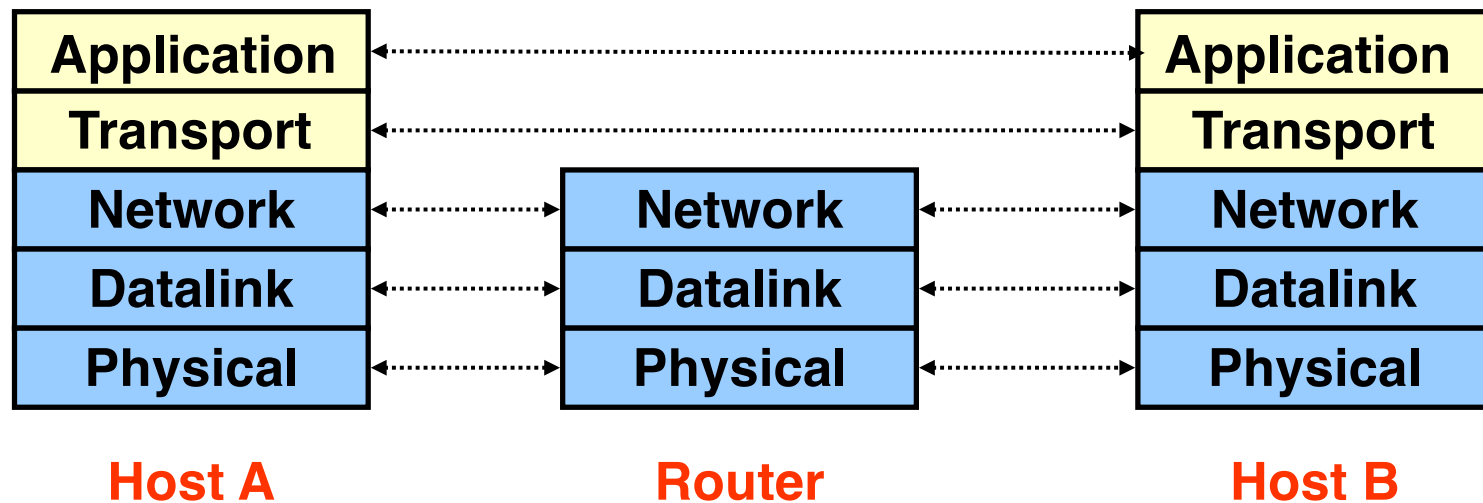 Application Application
Transport Transport
Network Network Network
Datalink Datalink Datalink
Physical Physical Physical
Host A Router Host B